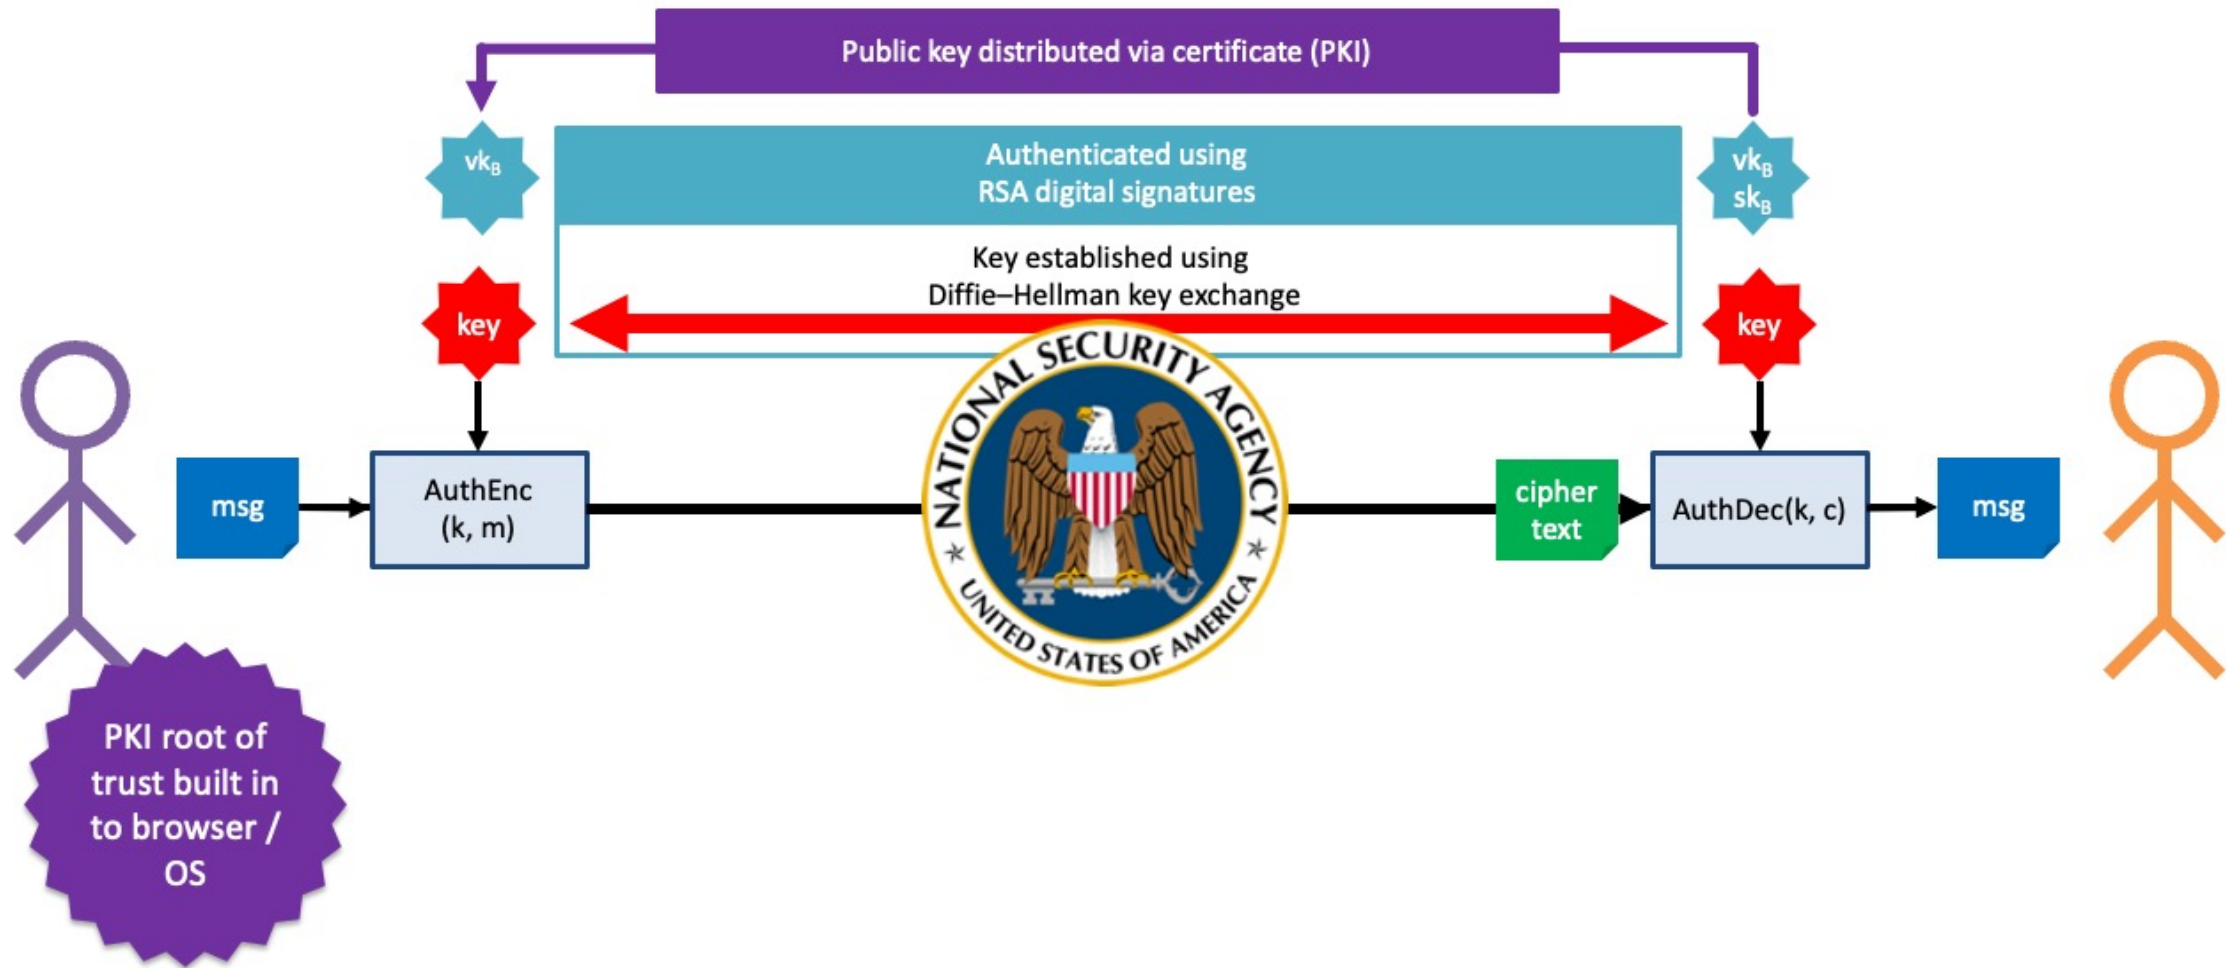 Public key distributed via certificate (PKI)
vkB
Authenticated using
RSA digital signatures
vkB
skB
Key established using
Diffie–Hellman key exchange
key
key
NATIONAL SECURITY AGENCY
UNITED STATES OF AMERICA
msg
AuthEnc
(k, m)
cipher
text
AuthDec(k, c)
msg
PKI root of
trust built in
to browser /
OS